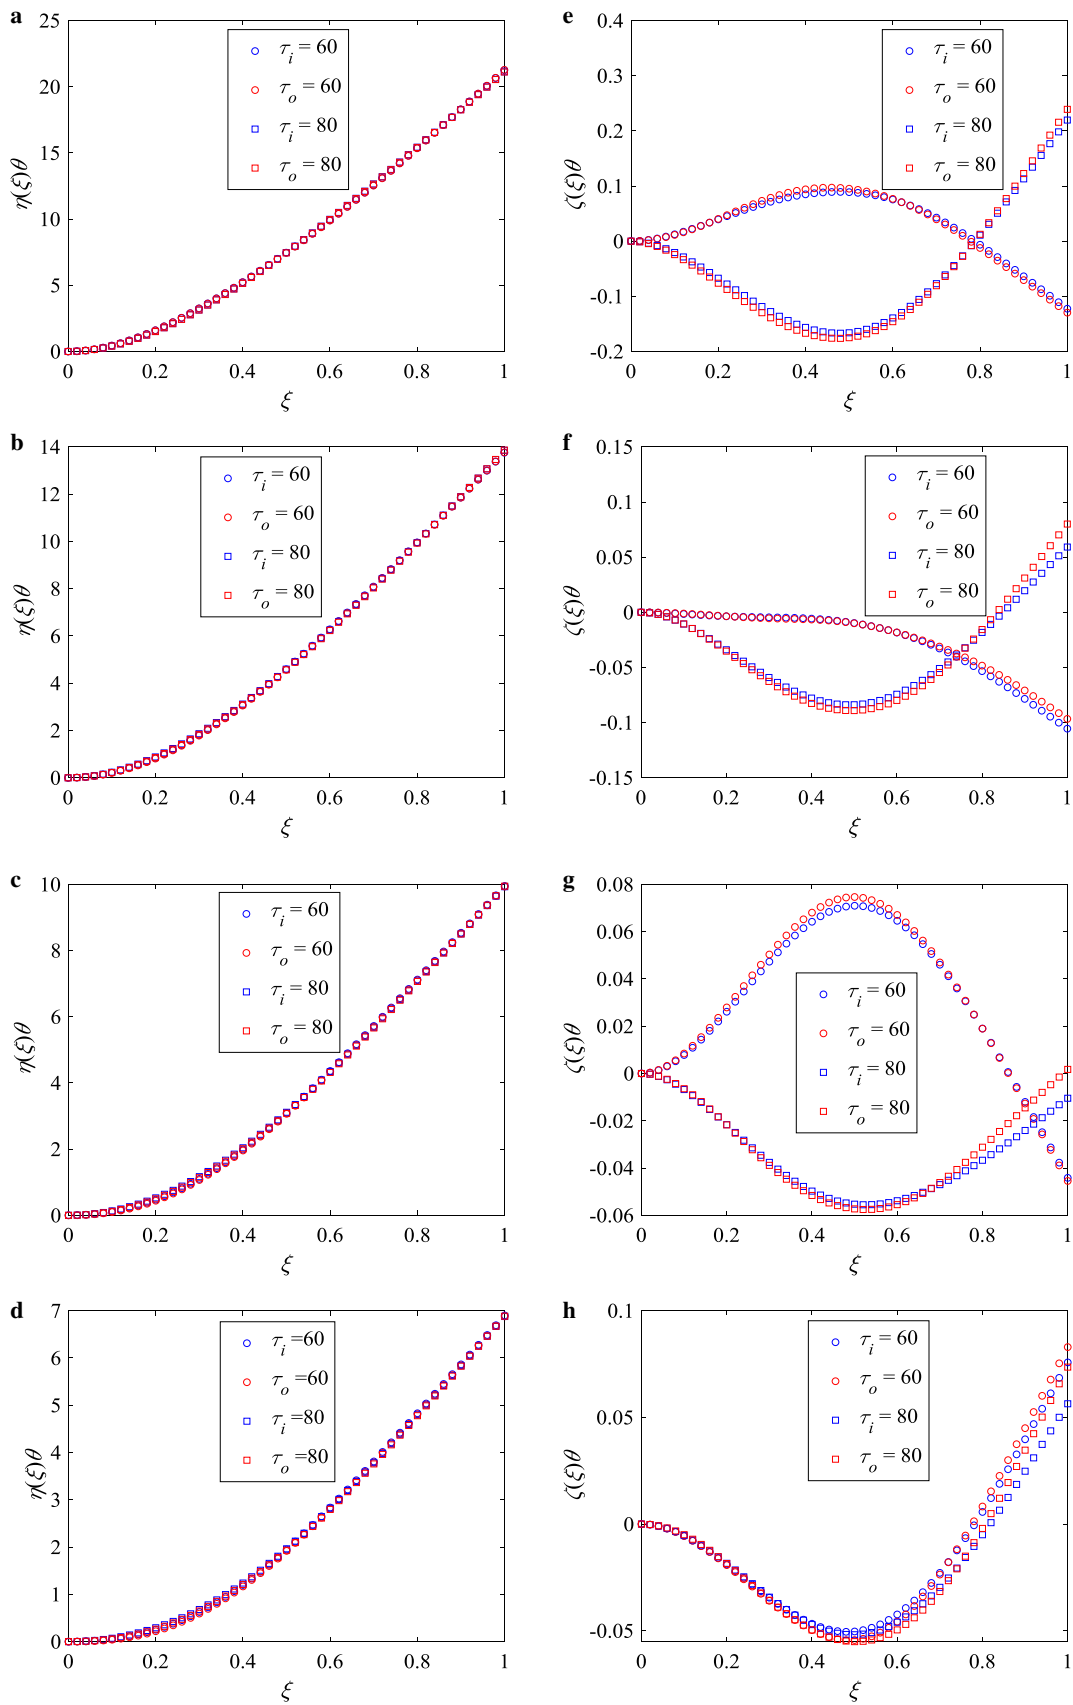 a
25
20
15
10
5
0
η(ξ)θ
τi = 60
τo = 60
τi = 80
τo = 80
0 0.2 0.4 0.6 0.8 1
ξ
e
0.4
0.3
0.2
0.1
0
-0.1
-0.2
ζ(ξ)θ
τi = 60
τo = 60
τi = 80
τo = 80
0 0.2 0.4 0.6 0.8 1
ξ
b
14
12
10
8
6
4
2
0
η(ξ)θ
τi = 60
τo = 60
τi = 80
τo = 80
0 0.2 0.4 0.6 0.8 1
ξ
f
0.15
0.1
0.05
0
-0.05
-0.1
-0.15
ζ(ξ)θ
τi = 60
τo = 60
τi = 80
τo = 80
0 0.2 0.4 0.6 0.8 1
ξ
c
10
8
6
4
2
0
η(ξ)θ
τi = 60
τo = 60
τi = 80
τo = 80
0 0.2 0.4 0.6 0.8 1
ξ
g
0.08
0.06
0.04
0.02
0
-0.02
-0.04
-0.06
ζ(ξ)θ
τi = 60
τo = 60
τi = 80
τo = 80
0 0.2 0.4 0.6 0.8 1
ξ
d
7
6
5
4
3
2
1
0
η(ξ)θ
τi =60
τo =60
τi =80
τo =80
0 0.2 0.4 0.6 0.8 1
ξ
h
0.1
0.05
0
-0.05
ζ(ξ)θ
τi = 60
τo = 60
τi = 80
τo = 80
0 0.2 0.4 0.6 0.8 1
ξ